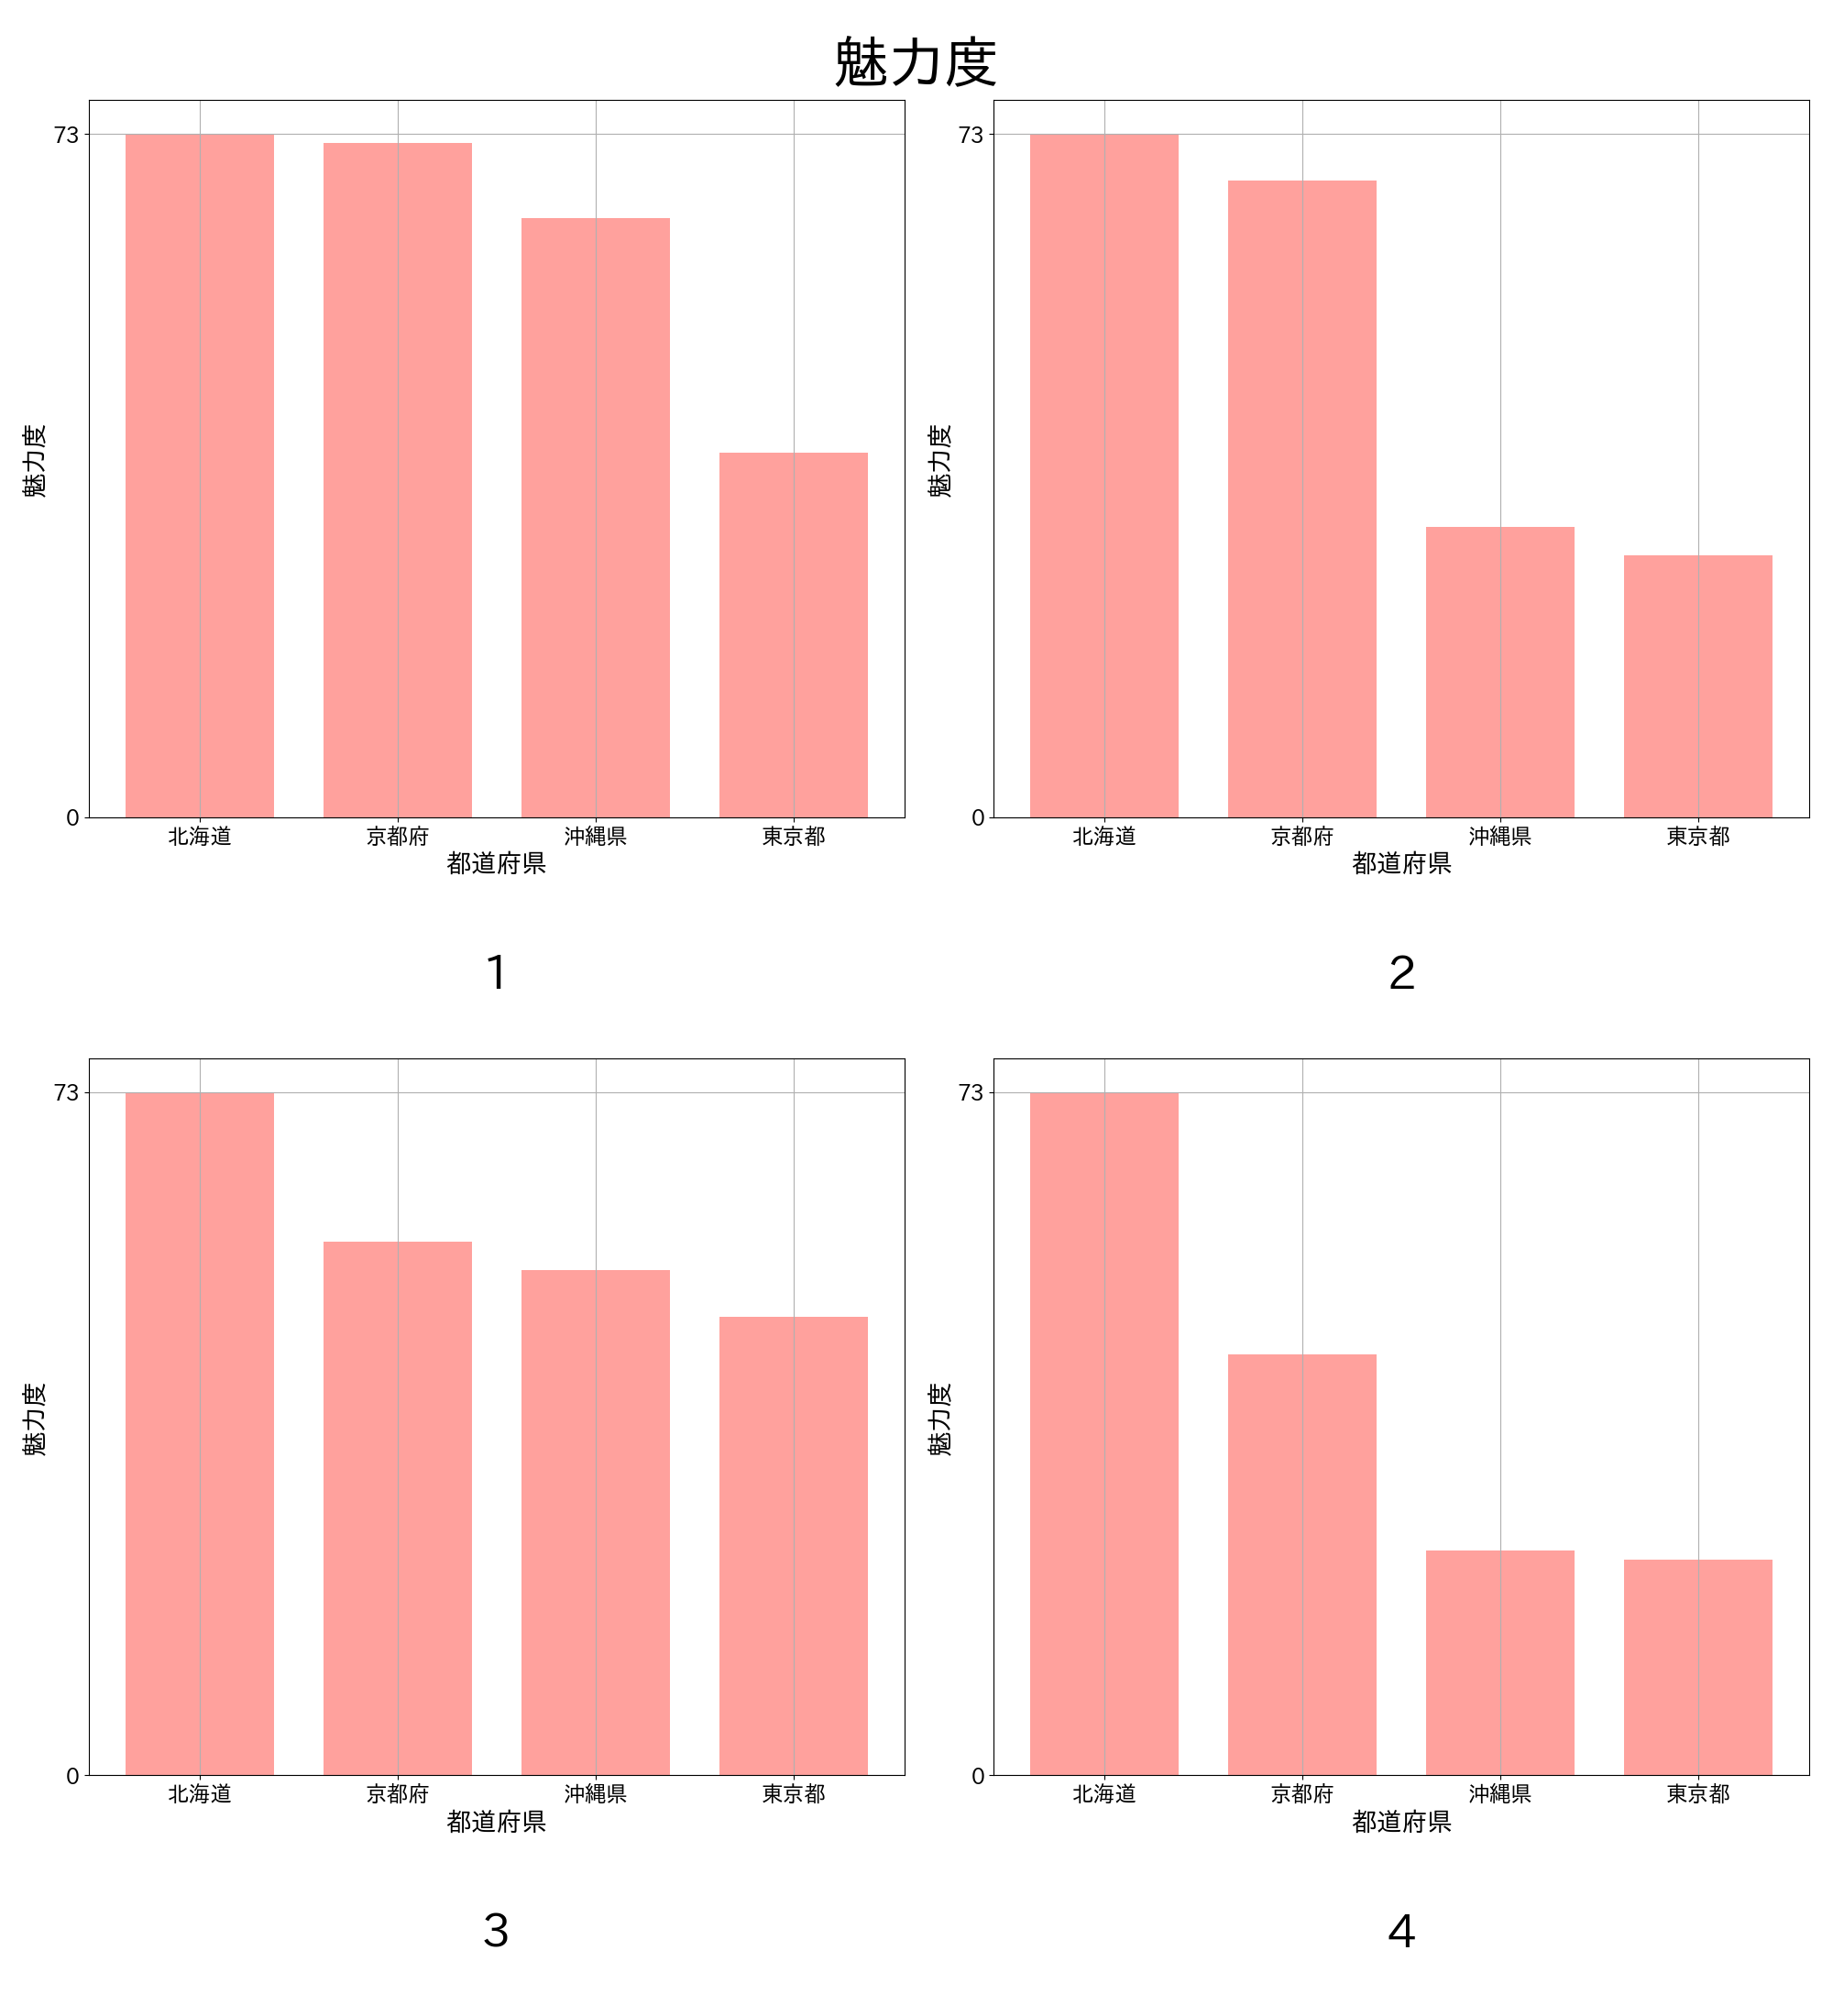 魅力度
73
0
魅力度
北海道 京都府 沖縄県 東京都
都道府県
1
73
0
魅力度
北海道 京都府 沖縄県 東京都
都道府県
2
73
0
魅力度
北海道 京都府 沖縄県 東京都
都道府県
3
73
0
魅力度
北海道 京都府 沖縄県 東京都
都道府県
4